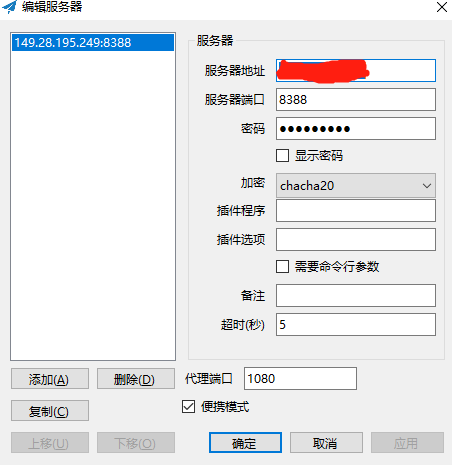 编辑服务器
149.28.195.249:8388
服务器
服务器地址
服务器端口 8388
密码 ●●●●●●●●●
显示密码
加密 chacha20
插件程序
插件选项
需要命令行参数
备注
超时(秒) 5
添加(A) 删除(D) 代理端口 1080
复制(C) 便携模式
上移(U) 下移(O) 确定 取消 应用